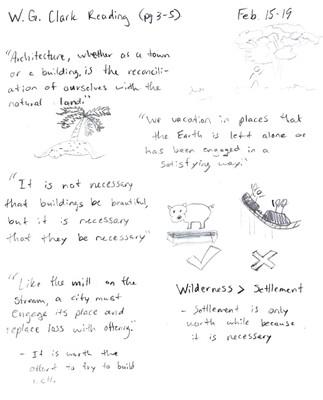 W. G. Clark Reading (pg 3-5)
Feb. 15-19
"Architecture, whether as a town
or a building, is the reconcili-
ation of ourselves with the
natural land."
"We vacation in places that
the Earth is left alone or
has been engaged in a
satisfying way."
"It is not necessary
that buildings be beautiful,
but it is necessary
that they be necessary"
"Like the mill on the
stream, a city must
engage its place and
replace loss with offering."
- It is worth the
effort to try to build
well
Wilderness > Settlement
- Settlement is only
worth while because
it is necessary